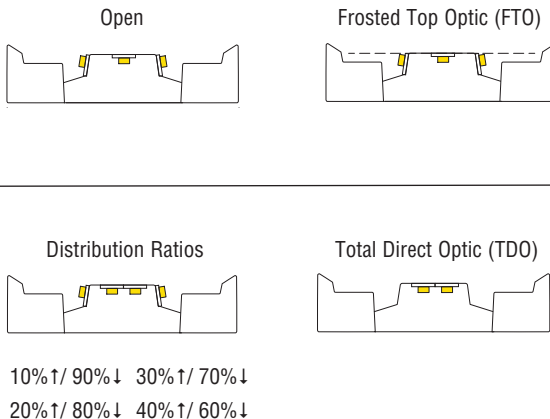 Open
Frosted Top Optic (FTO)
Distribution Ratios
Total Direct Optic (TDO)
10%↑/ 90%↓ 30%↑/ 70%↓
20%↑/ 80%↓ 40%↑/ 60%↓